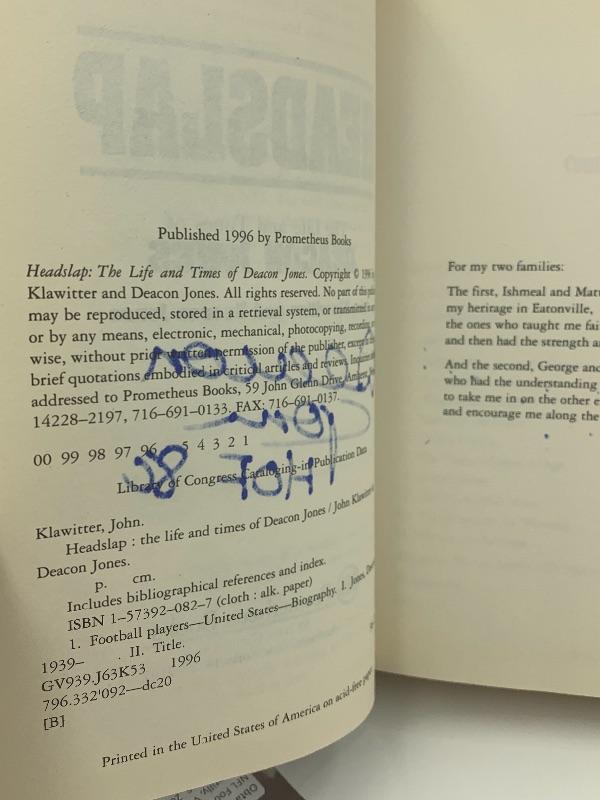 Published 1996 by Prometheus Books
Headslap: The Life and Times of Deacon Jones. Copyright © 1996
Klawitter and Deacon Jones. All rights reserved. No part of this
may be reproduced, stored in a retrieval system, or transmitted in
or by any means, electronic, mechanical, photocopying, recording,
wise, without prior written permission of the publisher, except in
brief quotations embodied in critical articles and reviews. Inquiries
addressed to Prometheus Books, 59 John Glenn Drive, Amherst,
14228–2197, 716–691–0133. FAX: 716–691–0137.
00 99 98 97 96 5 4 3 2 1
Library of Congress Cataloging-in-Publication Data
Klawitter, John.
Headslap : the life and times of Deacon Jones / John Klawitter
Deacon Jones.
p. cm.
Includes bibliographical references and index.
ISBN 1–57392–082–7 (cloth : alk. paper)
1. Football players—United States—Biography. I. Jones,
1939– . II. Title.
GV939.J63K53 1996
796.332'092—dc20
[B]
Printed in the United States of America on acid-free paper
HEADSLAP
HOF
For my two families:
The first, Ishmeal and
my heritage in Eatonville,
the ones who taught me
and then had the strength
And the second, George and
who had the understanding
to take me in on the other
and encourage me along the